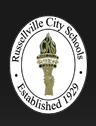 Russellville City Schools
• Established 1929 •